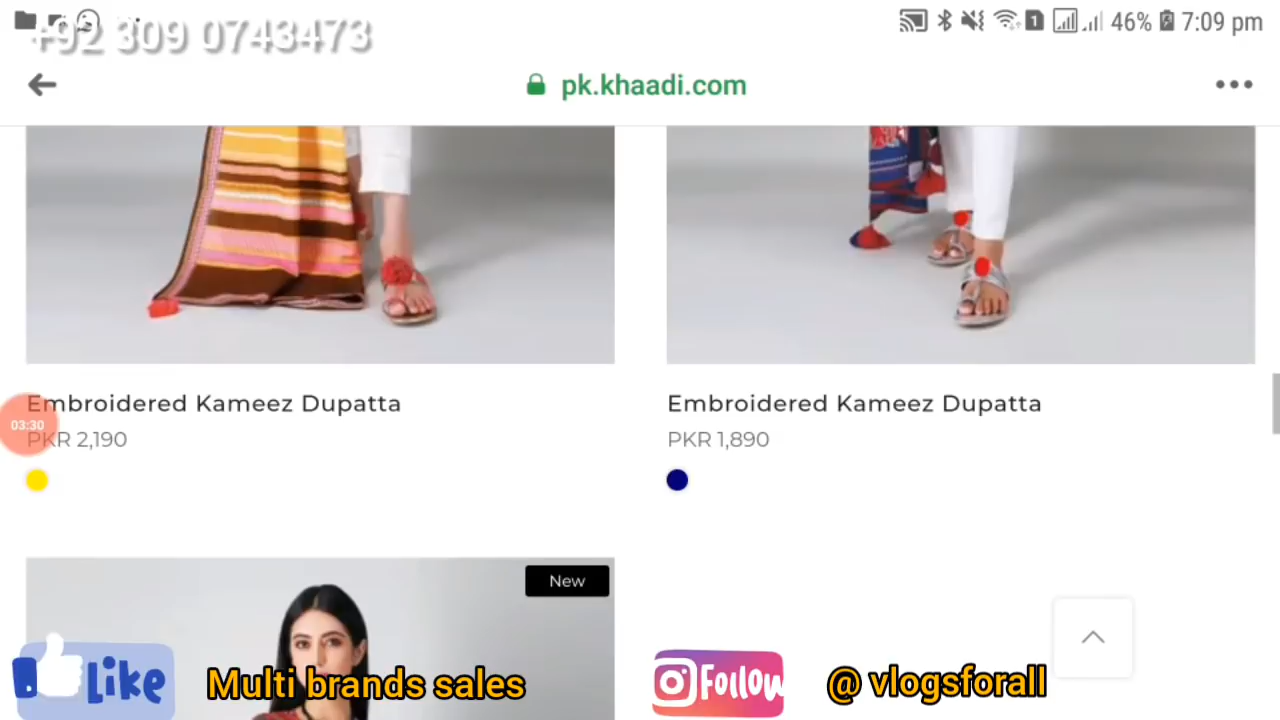 +92 309 0743473
1
46%
7:09 pm
pk.khaadi.com
Embroidered Kameez Dupatta
PKR 2,190
Embroidered Kameez Dupatta
PKR 1,890
03:30
New
Like
Multi brands sales
Follow
@ vlogsforall